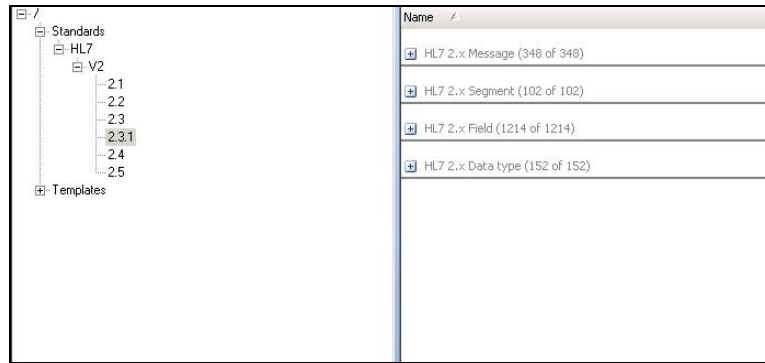 /
Standards
HL7
V2
2.1
2.2
2.3
2.3.1
2.4
2.5
Templates
Name
HL7 2.x Message (348 of 348)
HL7 2.x Segment (102 of 102)
HL7 2.x Field (1214 of 1214)
HL7 2.x Data type (152 of 152)